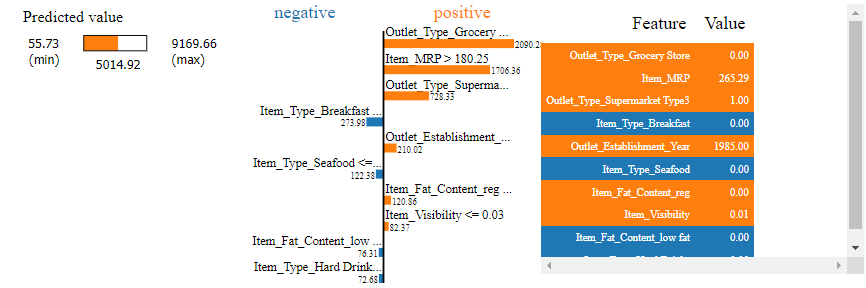 Predicted value
55.73
(min)
9169.66
(max)
5014.92
negative
positive
Outlet_Type_Grocery ...
2090.2
Item_MRP > 180.25
1706.36
Outlet_Type_Superma...
728.33
Item_Type_Breakfast ...
273.98
Outlet_Establishment_...
210.02
Item_Type_Seafood <=...
122.38
Item_Fat_Content_reg ...
120.86
Item_Visibility <= 0.03
82.37
Item_Fat_Content_low ...
76.31
Item_Type_Hard Drink...
72.68
Feature Value
Outlet_Type_Grocery Store 0.00
Item_MRP 265.29
Outlet_Type_Supermarket Type3 1.00
Item_Type_Breakfast 0.00
Outlet_Establishment_Year 1985.00
Item_Type_Seafood 0.00
Item_Fat_Content_reg 0.00
Item_Visibility 0.01
Item_Fat_Content_low fat 0.00